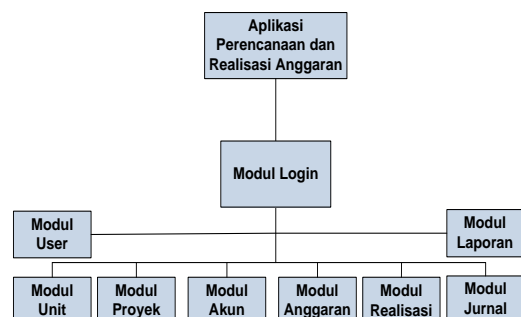 Aplikasi
Perencanaan dan
Realisasi Anggaran
Modul Login
Modul
User
Modul
Laporan
Modul
Unit
Modul
Proyek
Modul
Akun
Modul
Anggaran
Modul
Realisasi
Modul
Jurnal